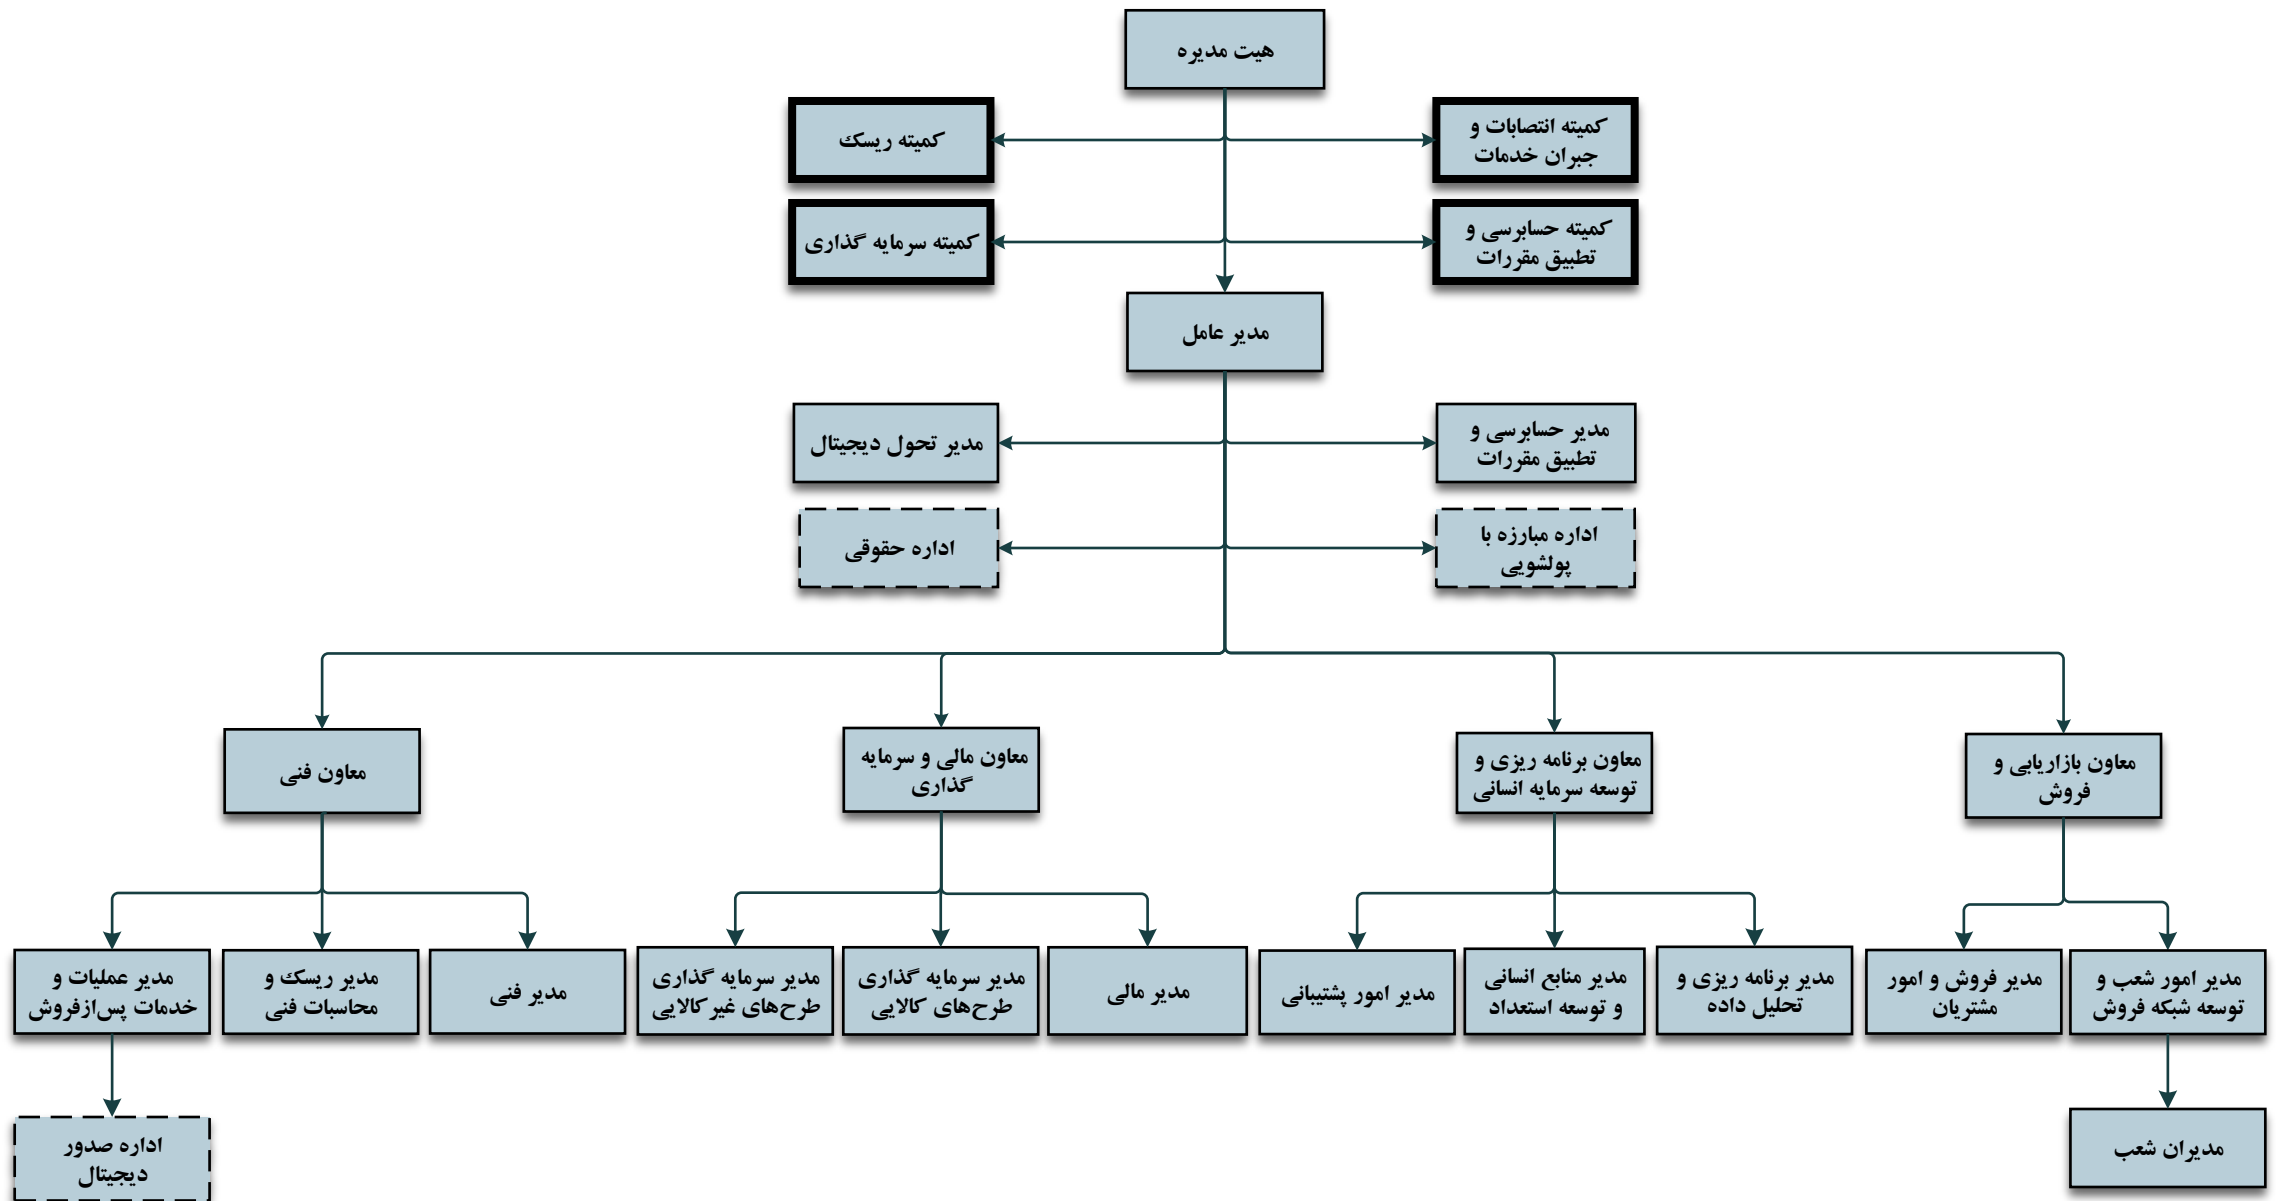 هیت مدیره
کمیته انتصابات و
جبران خدمات
کمیته ریسک
کمیته حسابرسی و
تطبیق مقررات
کمیته سرمایه گذاری
مدیر عامل
مدیر حسابرسی و
تطبیق مقررات
مدیر تحول دیجیتال
اداره مبارزه با
پولشویی
اداره حقوقی
معاون بازاریابی و
فروش
معاون برنامه ریزی و
توسعه سرمایه انسانی
معاون مالی و سرمایه
گذاری
معاون فنی
مدیر امور شعب و
توسعه شبکه فروش
مدیر فروش و امور
مشتریان
مدیر برنامه ریزی و
تحلیل داده
مدیر منابع انسانی
و توسعه استعداد
مدیر امور پشتیبانی
مدیر مالی
مدیر سرمایه گذاری
طرح‌های کالایی
مدیر سرمایه گذاری
طرح‌های غیرکالایی
مدیر فنی
مدیر ریسک و
محاسبات فنی
مدیر عملیات و
خدمات پس‌ازفروش
مدیران شعب
اداره صدور
دیجیتال